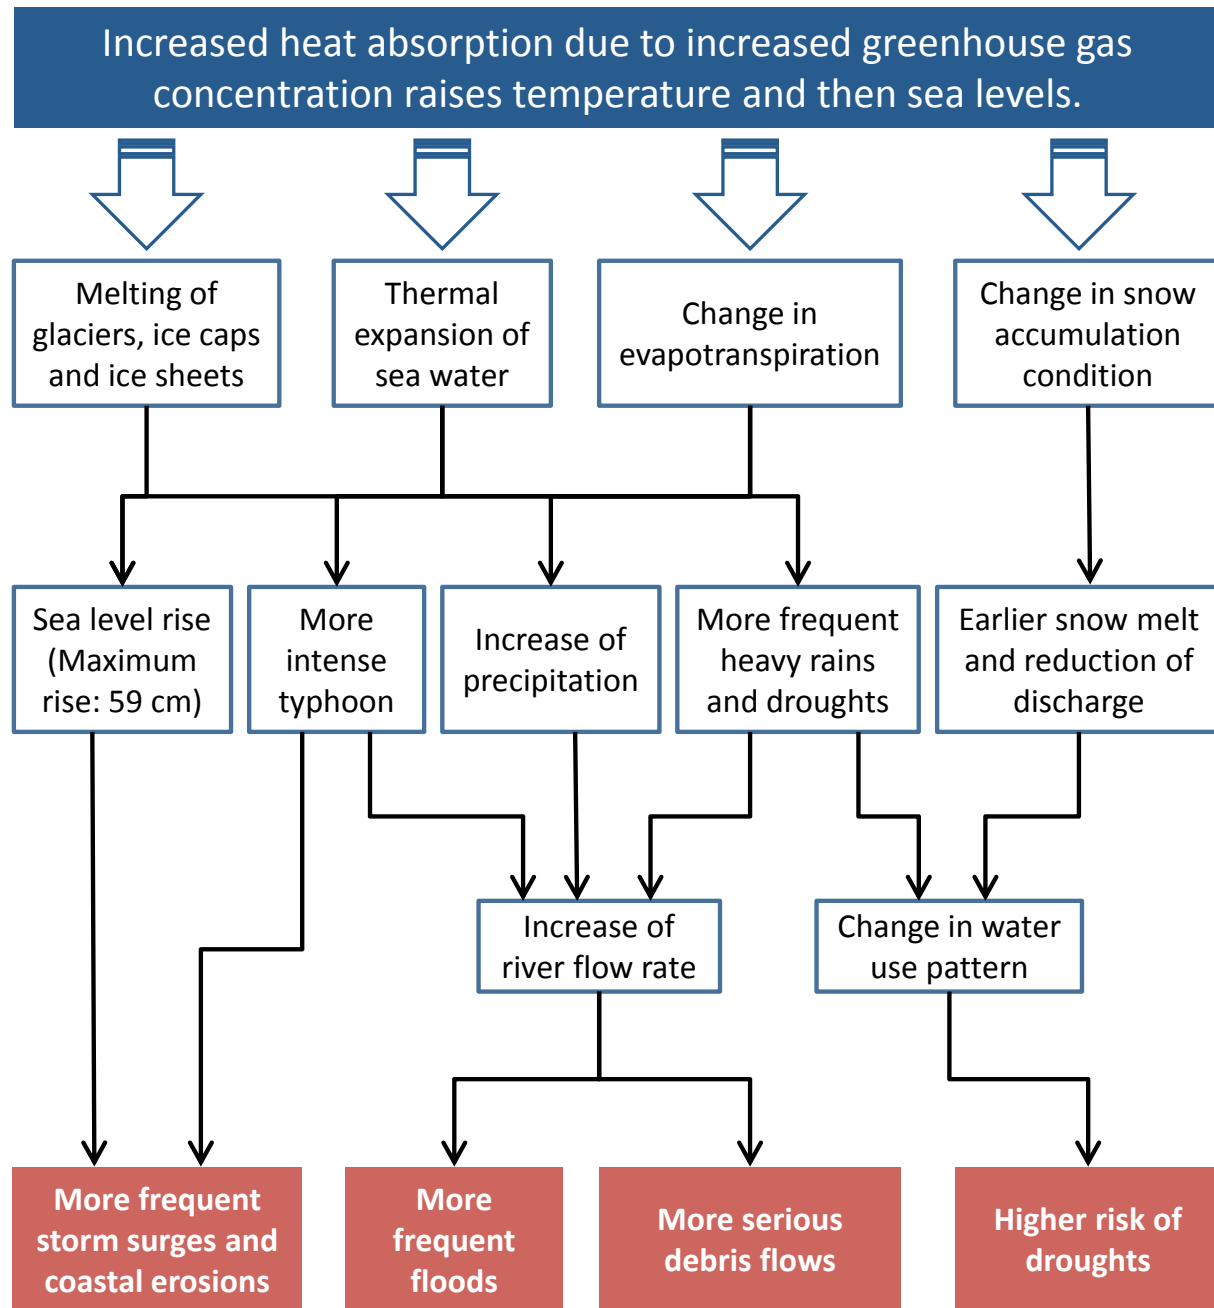 Increased heat absorption due to increased greenhouse gas
concentration raises temperature and then sea levels.
Melting of
glaciers, ice caps
and ice sheets
Thermal
expansion of
sea water
Change in
evapotranspiration
Change in snow
accumulation
condition
Sea level rise
(Maximum
rise: 59 cm)
More
intense
typhoon
Increase of
precipitation
More frequent
heavy rains
and droughts
Earlier snow melt
and reduction of
discharge
Increase of
river flow rate
Change in water
use pattern
More frequent
storm surges and
coastal erosions
More
frequent
floods
More serious
debris flows
Higher risk of
droughts